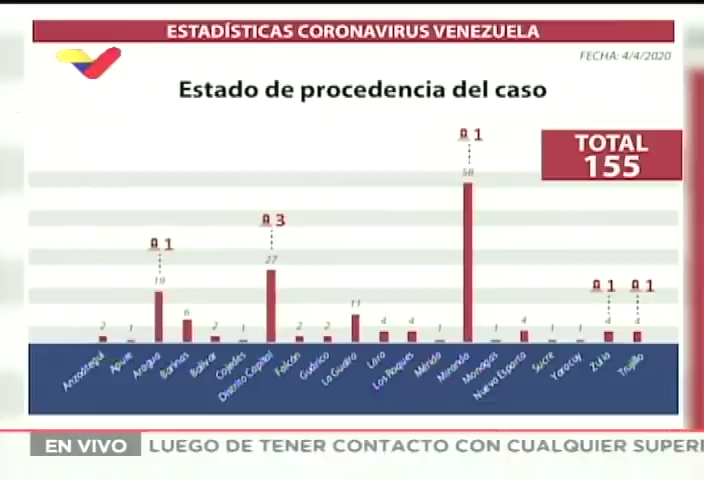 ESTADÍSTICAS CORONAVIRUS VENEZUELA
FECHA: 4/4/2020
Estado de procedencia del caso
TOTAL
155
1
3
1
1
1
2
1
19
6
2
1
27
2
2
11
4
4
1
58
1
4
1
1
4
4
Anzoátegui
Apure
Aragua
Barinas
Bolívar
Cojedes
Distrito Capital
Falcón
Guárico
La Guaira
Lara
Los Roques
Mérida
Miranda
Monagas
Nueva Esparta
Sucre
Yaracuy
Zulia
Trujillo
EN VIVO
LUEGO DE TENER CONTACTO CON CUALQUIER SUPER